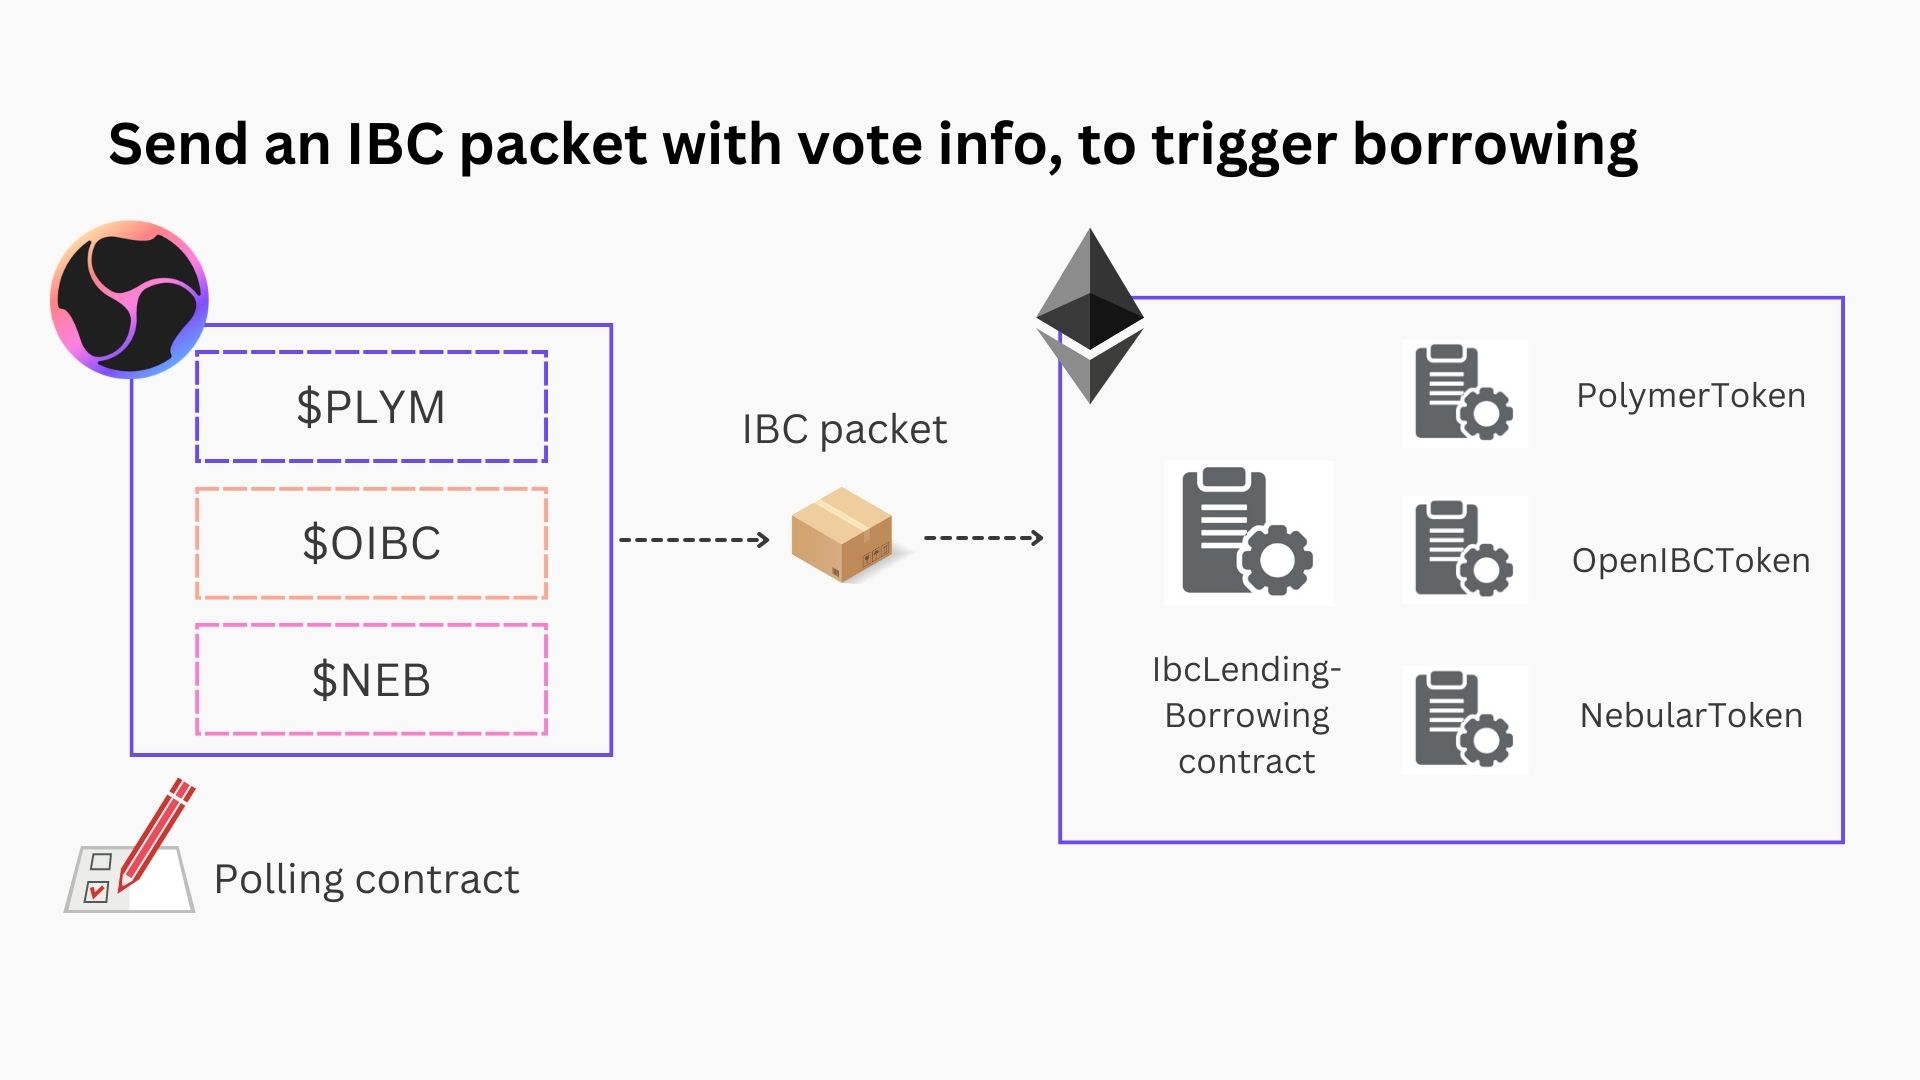 Send an IBC packet with vote info, to trigger borrowing
$PLYM
$OIBC
$NEB
Polling contract
IBC packet
IbcLending-
Borrowing
contract
PolymerToken
OpenIBCToken
NebularToken